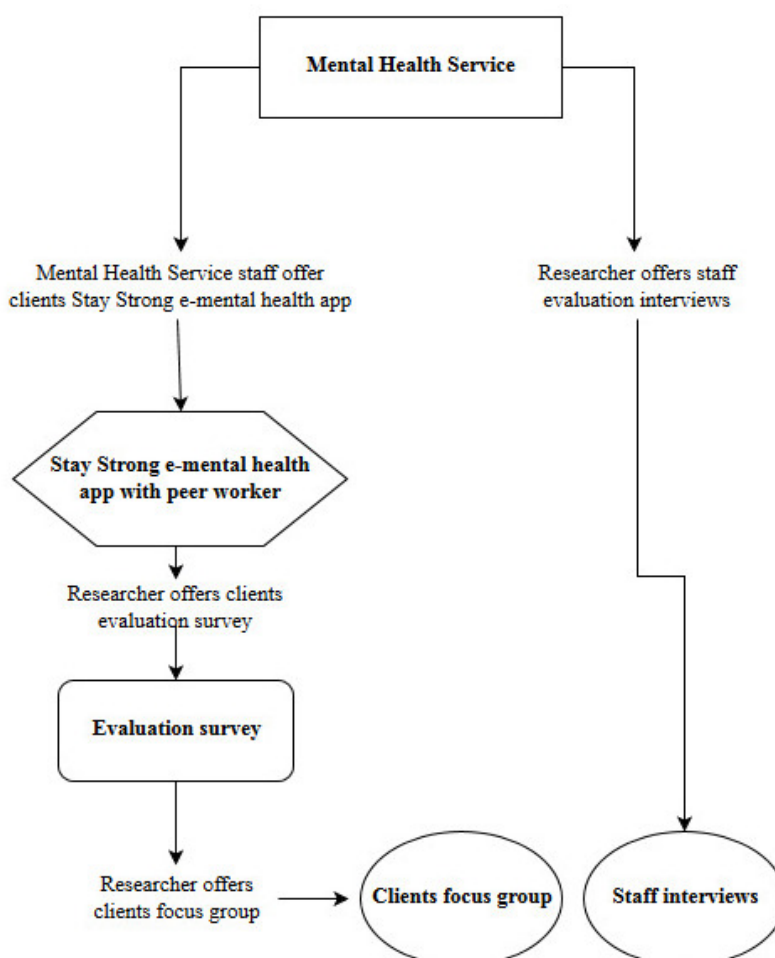 Mental Health Service
Mental Health Service staff offer
clients Stay Strong e-mental health app
Researcher offers staff
evaluation interviews
Stay Strong e-mental health
app with peer worker
Researcher offers clients
evaluation survey
Evaluation survey
Researcher offers
clients focus group
Clients focus group
Staff interviews